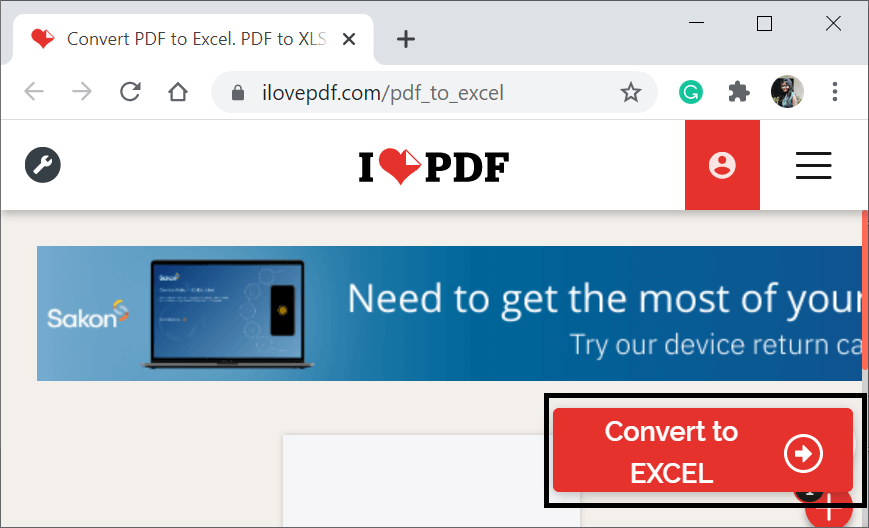 Convert PDF to Excel. PDF to XLS
ilovepdf.com/pdf_to_excel
I PDF
Sakon
Need to get the most of your
Try our device return ca
Convert to
EXCEL